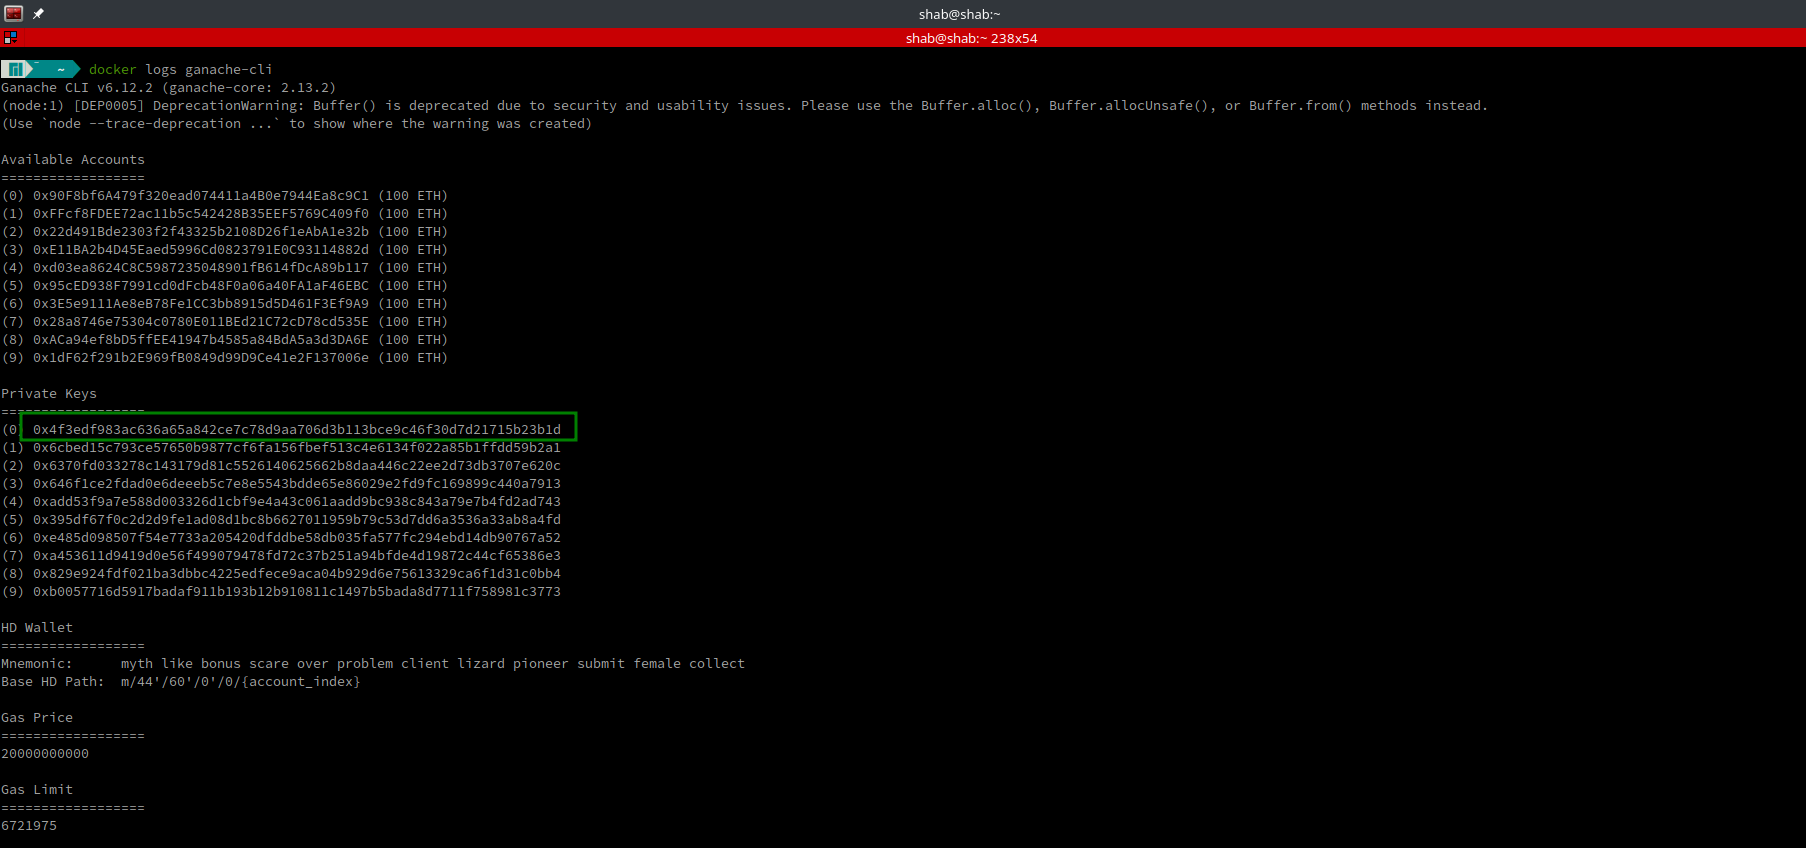 shab@shab:~
shab@shab:~ 238x54
~ docker logs ganache-cli
Ganache CLI v6.12.2 (ganache-core: 2.13.2)
(node:1) [DEP0005] DeprecationWarning: Buffer() is deprecated due to security and usability issues. Please use the Buffer.alloc(), Buffer.allocUnsafe(), or Buffer.from() methods instead.
(Use `node --trace-deprecation ...` to show where the warning was created)
Available Accounts
==================
(0) 0x90F8bf6A479f320ead074411a4B0e7944Ea8c9C1 (100 ETH)
(1) 0xFFcf8FDEE72ac11b5c542428B35EEF5769C409f0 (100 ETH)
(2) 0x22d491Bde2303f2f43325b2108D26f1eAbA1e32b (100 ETH)
(3) 0xE11BA2b4D45Eaed5996Cd0823791E0C93114882d (100 ETH)
(4) 0xd03ea8624C8C5987235048901fB614fDcA89b117 (100 ETH)
(5) 0x95cED938F7991cd0dFcb48F0a06a40FA1aF46EBC (100 ETH)
(6) 0x3E5e9111Ae8eB78Fe1CC3bb8915d5D461F3Ef9A9 (100 ETH)
(7) 0x28a8746e75304c0780E011BEd21C72cD78cd535E (100 ETH)
(8) 0xACa94ef8bD5ffEE41947b4585a84BdA5a3d3DA6E (100 ETH)
(9) 0x1dF62f291b2E969fB0849d99D9Ce41e2F137006e (100 ETH)
Private Keys
==================
(0) 0x4f3edf983ac636a65a842ce7c78d9aa706d3b113bce9c46f30d7d21715b23b1d
(1) 0x6cbed15c793ce57650b9877cf6fa156fbef513c4e6134f022a85b1ffdd59b2a1
(2) 0x6370fd033278c143179d81c5526140625662b8daa446c22ee2d73db3707e620c
(3) 0x646f1ce2fdad0e6deeeb5c7e8e5543bdde65e86029e2fd9fc169899c440a7913
(4) 0xadd53f9a7e588d003326d1cbf9e4a43c061aadd9bc938c843a79e7b4fd2ad743
(5) 0x395df67f0c2d2d9fe1ad08d1bc8b6627011959b79c53d7dd6a3536a33ab8a4fd
(6) 0xe485d098507f54e7733a205420dfddbe58db035fa577fc294ebd14db90767a52
(7) 0xa453611d9419d0e56f499079478fd72c37b251a94bfde4d19872c44cf65386e3
(8) 0x829e924fdf021ba3dbbc4225edfece9aca04b929d6e75613329ca6f1d31c0bb4
(9) 0xb0057716d5917badaf911b193b12b910811c1497b5bada8d7711f758981c3773
HD Wallet
==================
Mnemonic:      myth like bonus scare over problem client lizard pioneer submit female collect
Base HD Path:  m/44'/60'/0'/0/{account_index}
Gas Price
==================
20000000000
Gas Limit
==================
6721975